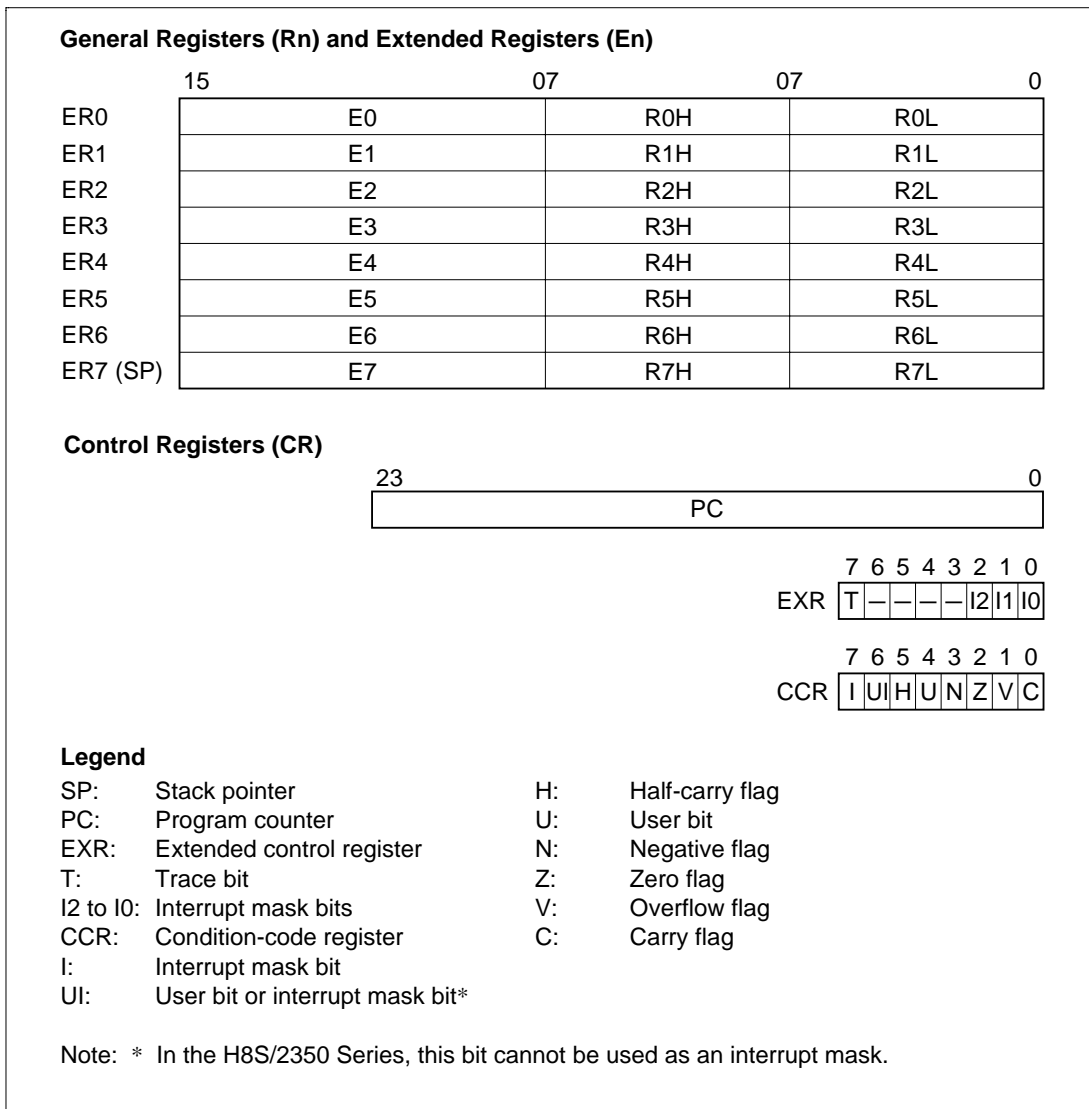 General Registers (Rn) and Extended Registers (En)
15 07 07 0
ER0 E0 R0H R0L
ER1 E1 R1H R1L
ER2 E2 R2H R2L
ER3 E3 R3H R3L
ER4 E4 R4H R4L
ER5 E5 R5H R5L
ER6 E6 R6H R6L
ER7 (SP) E7 R7H R7L
Control Registers (CR)
23 0
PC
7 6 5 4 3 2 1 0
EXR T — — — — I2 I1 I0
7 6 5 4 3 2 1 0
CCR I UI H U N Z V C
Legend
SP: Stack pointer H: Half-carry flag
PC: Program counter U: User bit
EXR: Extended control register N: Negative flag
T: Trace bit Z: Zero flag
I2 to I0: Interrupt mask bits V: Overflow flag
CCR: Condition-code register C: Carry flag
I: Interrupt mask bit
UI: User bit or interrupt mask bit*
Note: * In the H8S/2350 Series, this bit cannot be used as an interrupt mask.